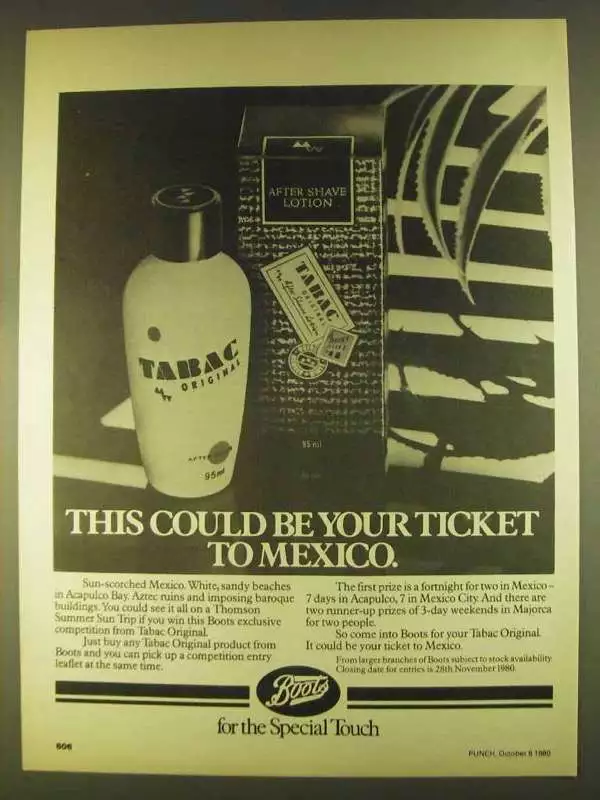 AFTER SHAVE
LOTION
TABAC
ORIGINAL
After Shave Lotion
TABAC
ORIGINAL
95ml
95 ml
THIS COULD BE YOUR TICKET
TO MEXICO.
Sun-scorched Mexico. White, sandy beaches
in Acapulco Bay. Aztec ruins and imposing baroque
buildings. You could see it all on a Thomson
Summer Sun Trip if you win this Boots exclusive
competition from Tabac Original.
Just buy any Tabac Original product from
Boots and you can pick up a competition entry
leaflet at the same time.
The first prize is a fortnight for two in Mexico –
7 days in Acapulco, 7 in Mexico City. And there are
two runner-up prizes of 3-day weekends in Majorca
for two people.
So come into Boots for your Tabac Original.
It could be your ticket to Mexico.
From larger branches of Boots subject to stock availability.
Closing date for entries is 28th November 1980.
Boots
for the Special Touch
606
PUNCH, October 8 1980